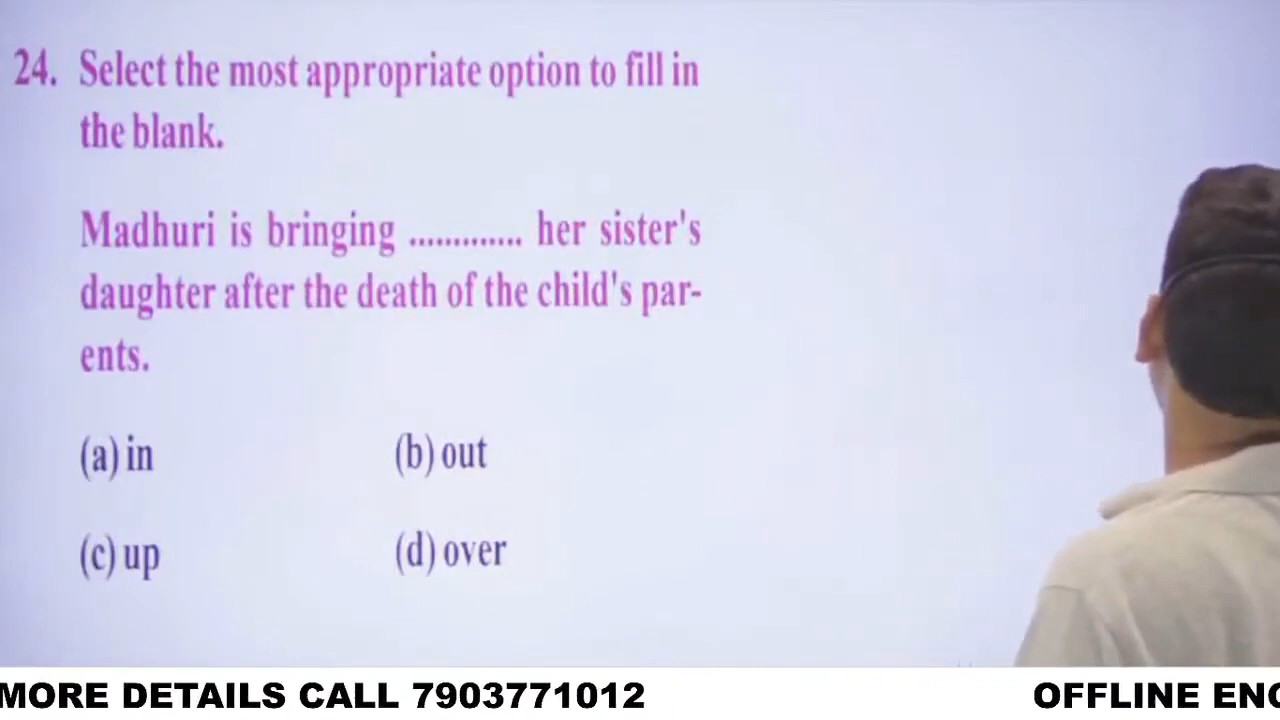 24. Select the most appropriate option to fill in
the blank.
Madhuri is bringing ............. her sister's
daughter after the death of the child's par-
ents.
(a) in (b) out
(c) up (d) over
MORE DETAILS CALL 7903771012 OFFLINE ENG